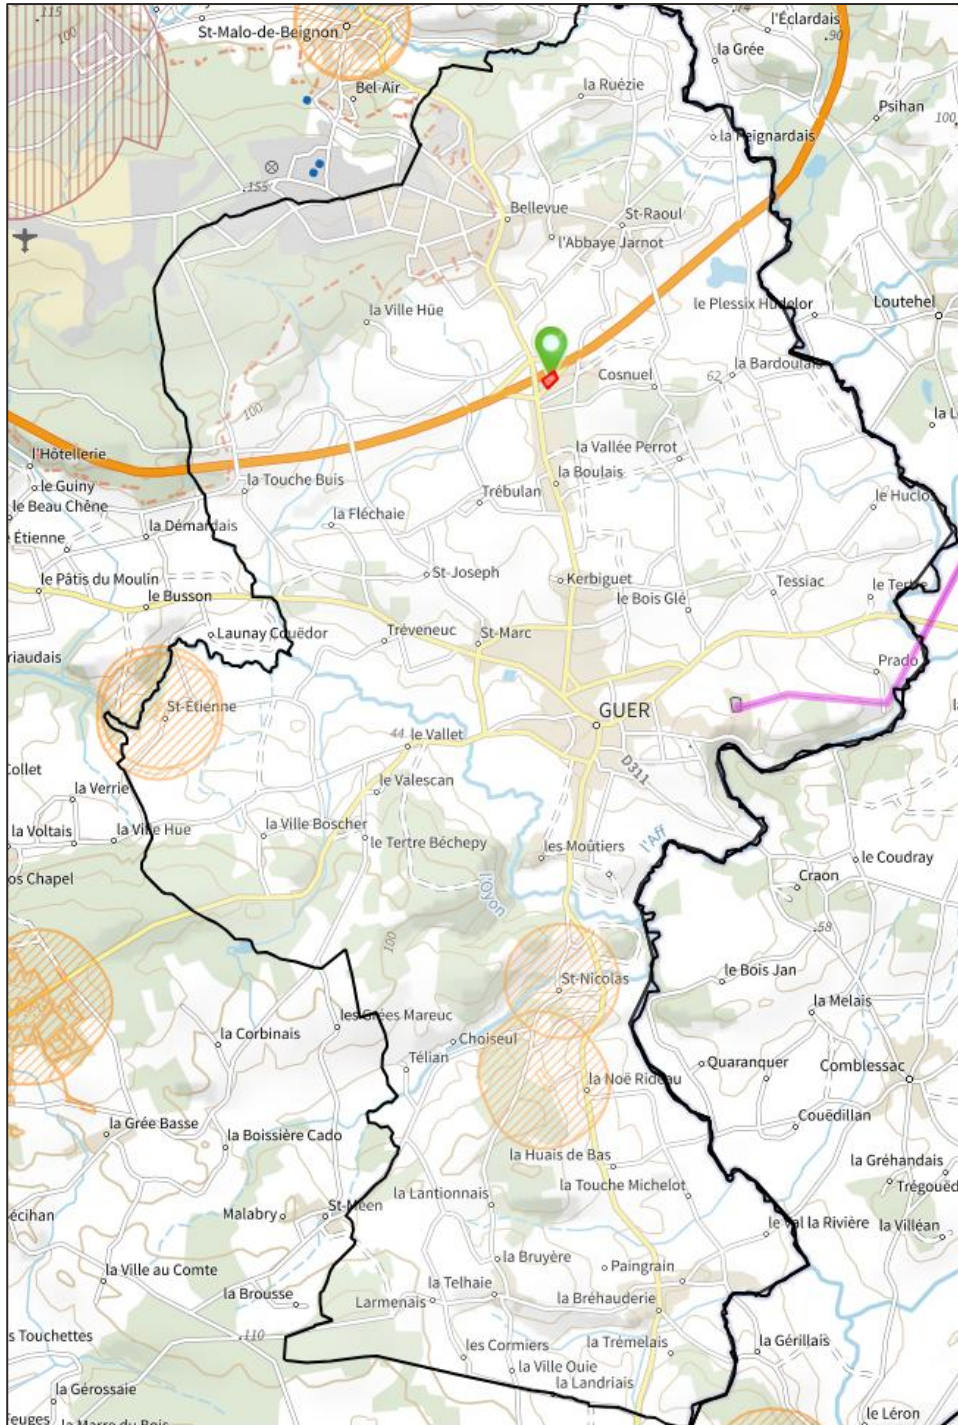 .115
100
St-Malo-de-Beignon
l'Éclardais
.90
la Grée
Bel-Air
la Ruézie
Psihan
100
la Feignardais
.155
Bellevue
St-Raoul
l'Abbaye Jarnot
la Ville Hüe
le Plessix Hudelor
Loutehel
la Bardoulais
Cosnuel
62
100
la Vallée Perrot
l'Hôtellerie
la Boulais
la Touche Buis
le Guiny
Trébulan
le Huclos
le Beau Chêne
la Fléchaie
la Démardais
Étienne
St-Joseph
le Pâtis du Moulin
Kerbiguet
Tessiac
le Tertre
le Bois Glé
le Busson
Launay Couëdor
Tréveneuc
St-Marc
riaudais
Prado
St-Étienne
GUER
44
le Vallet
D311
Collet
le Valescan
la Verrie
la Ville Hue
la Voltais
la Ville Boscher
le Tertre Béchepy
les Moûtiers
l'Aff
le Coudray
os Chapel
Craon
l'Oyon
.58
100
le Bois Jan
St-Nicolas
la Melais
les Grées Mareuc
la Corbinais
Choiseul
Télian
Quaranquer
Comblessac
la Noë Rideau
Couëdillan
la Grée Basse
la Boissière Cado
la Huais de Bas
la Gréhandais
la Touche Michelot
Trégouëd
la Lantionnais
Malabry
St-Méen
écihan
le Val la Rivière
la Villéan
la Bruyère
Paingrain
la Ville au Comte
la Telhaie
la Brousse
Larmenais
la Bréhauderie
s Touchettes
.110
les Cormiers
la Trémelais
la Gérillais
la Ville Ouie
la Landriais
la Gérossaie
le Léron
feuges
la Marre du Bois